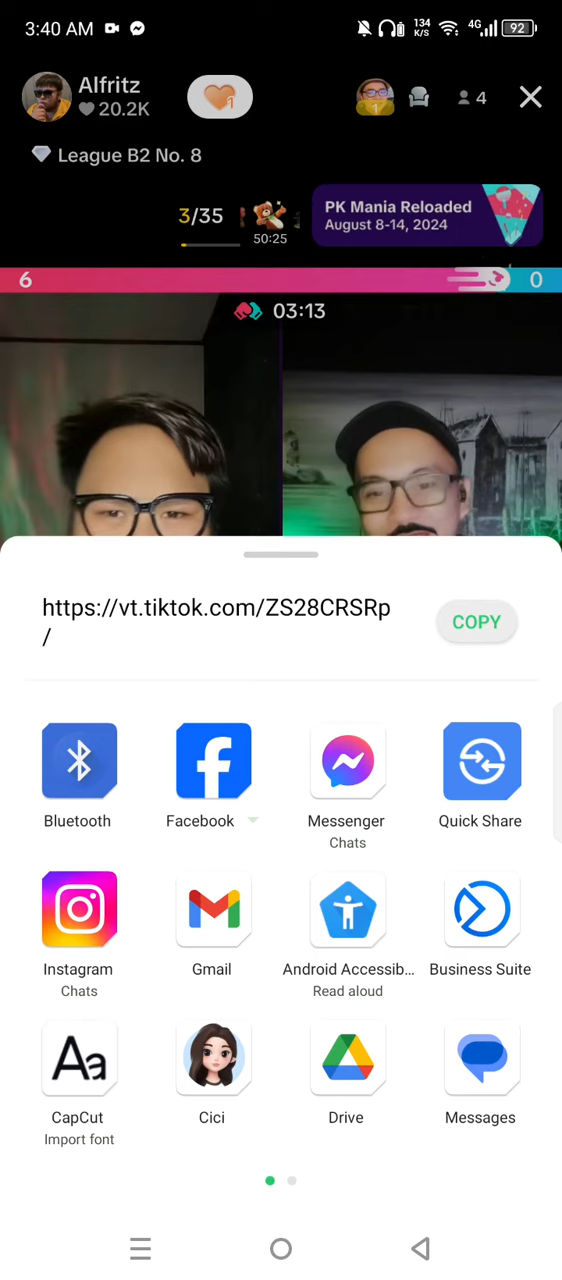 3:40 AM
134
K/S
4G
92
Alfritz
20.2K
1
1
4
League B2 No. 8
3/35
50:25
PK Mania Reloaded
August 8-14, 2024
6
0
03:13
https://vt.tiktok.com/ZS28CRSRp
/
COPY
Bluetooth
Facebook
Messenger
Chats
Quick Share
Instagram
Chats
Gmail
Android Accessib...
Read aloud
Business Suite
Aa
CapCut
Import font
Cici
Drive
Messages